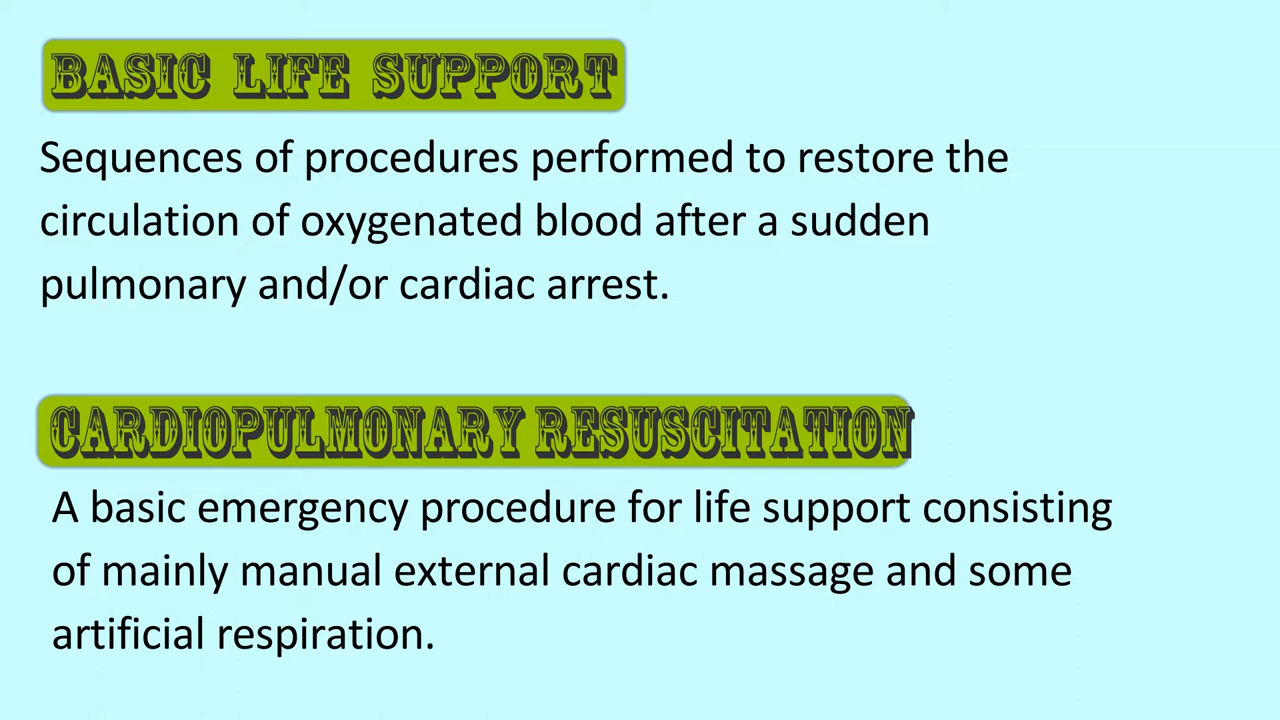 BASIC LIFE SUPPORT
Sequences of procedures performed to restore the
circulation of oxygenated blood after a sudden
pulmonary and/or cardiac arrest.
CARDIOPULMONARY RESUSCITATION
A basic emergency procedure for life support consisting
of mainly manual external cardiac massage and some
artificial respiration.